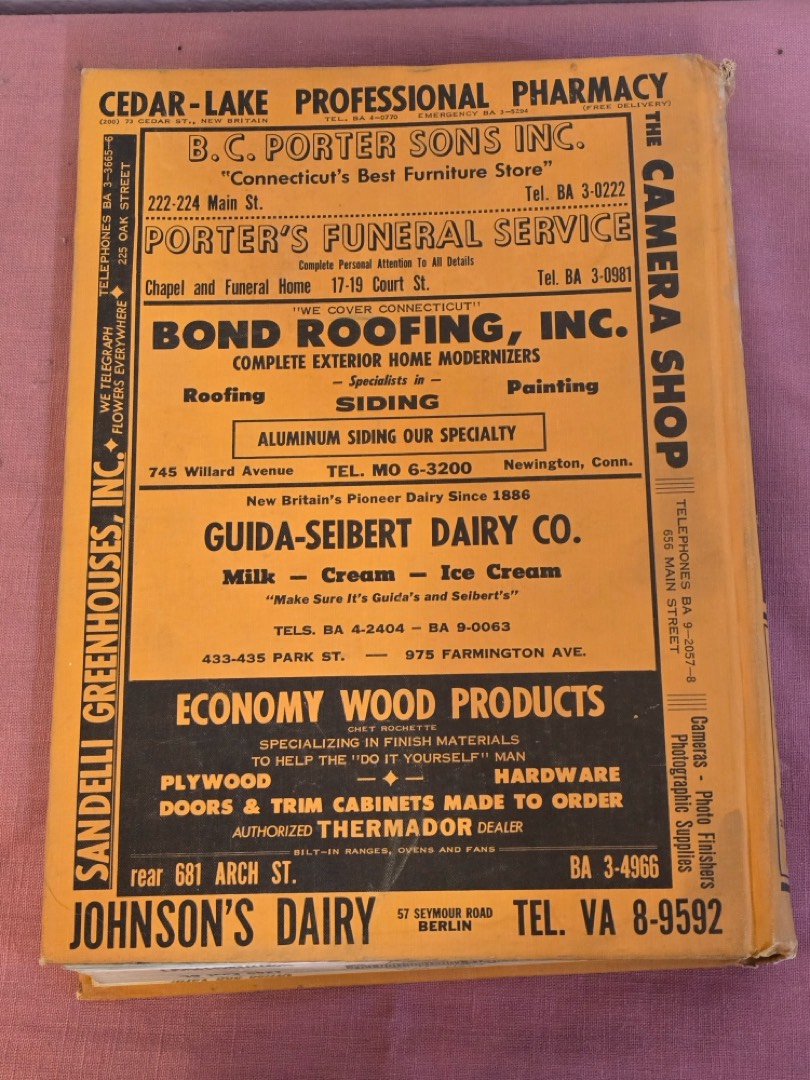 CEDAR-LAKE PROFESSIONAL PHARMACY
(200) 73 CEDAR ST., NEW BRITAIN TEL. BA 4-0770 EMERGENCY BA 3-8294 (FREE DELIVERY)
B.C. PORTER SONS INC.
"Connecticut's Best Furniture Store"
222-224 Main St. Tel. BA 3-0222
PORTER'S FUNERAL SERVICE
Complete Personal Attention To All Details
Chapel and Funeral Home 17-19 Court St. Tel. BA 3-0981
"WE COVER CONNECTICUT"
BOND ROOFING, INC.
COMPLETE EXTERIOR HOME MODERNIZERS
— Specialists in —
Roofing SIDING Painting
ALUMINUM SIDING OUR SPECIALTY
745 Willard Avenue TEL. MO 6-3200 Newington, Conn.
New Britain's Pioneer Dairy Since 1886
GUIDA-SEIBERT DAIRY CO.
Milk — Cream — Ice Cream
"Make Sure It's Guida's and Seibert's"
TELS. BA 4-2404 — BA 9-0063
433-435 PARK ST. — 975 FARMINGTON AVE.
ECONOMY WOOD PRODUCTS
CHET ROCHETTE
SPECIALIZING IN FINISH MATERIALS
TO HELP THE "DO IT YOURSELF" MAN
PLYWOOD HARDWARE
DOORS & TRIM CABINETS MADE TO ORDER
AUTHORIZED THERMADOR DEALER
BILT-IN RANGES, OVENS AND FANS
rear 681 ARCH ST. BA 3-4966
SANDELLI GREENHOUSES, INC.
WE TELEGRAPH
FLOWERS EVERYWHERE
TELEPHONES BA 3-3665-6
225 OAK STREET
THE CAMERA SHOP
TELEPHONES BA 9-2057-8
656 MAIN STREET
Cameras - Photo Finishers
Photographic Supplies
JOHNSON'S DAIRY 57 SEYMOUR ROAD
BERLIN TEL. VA 8-9592